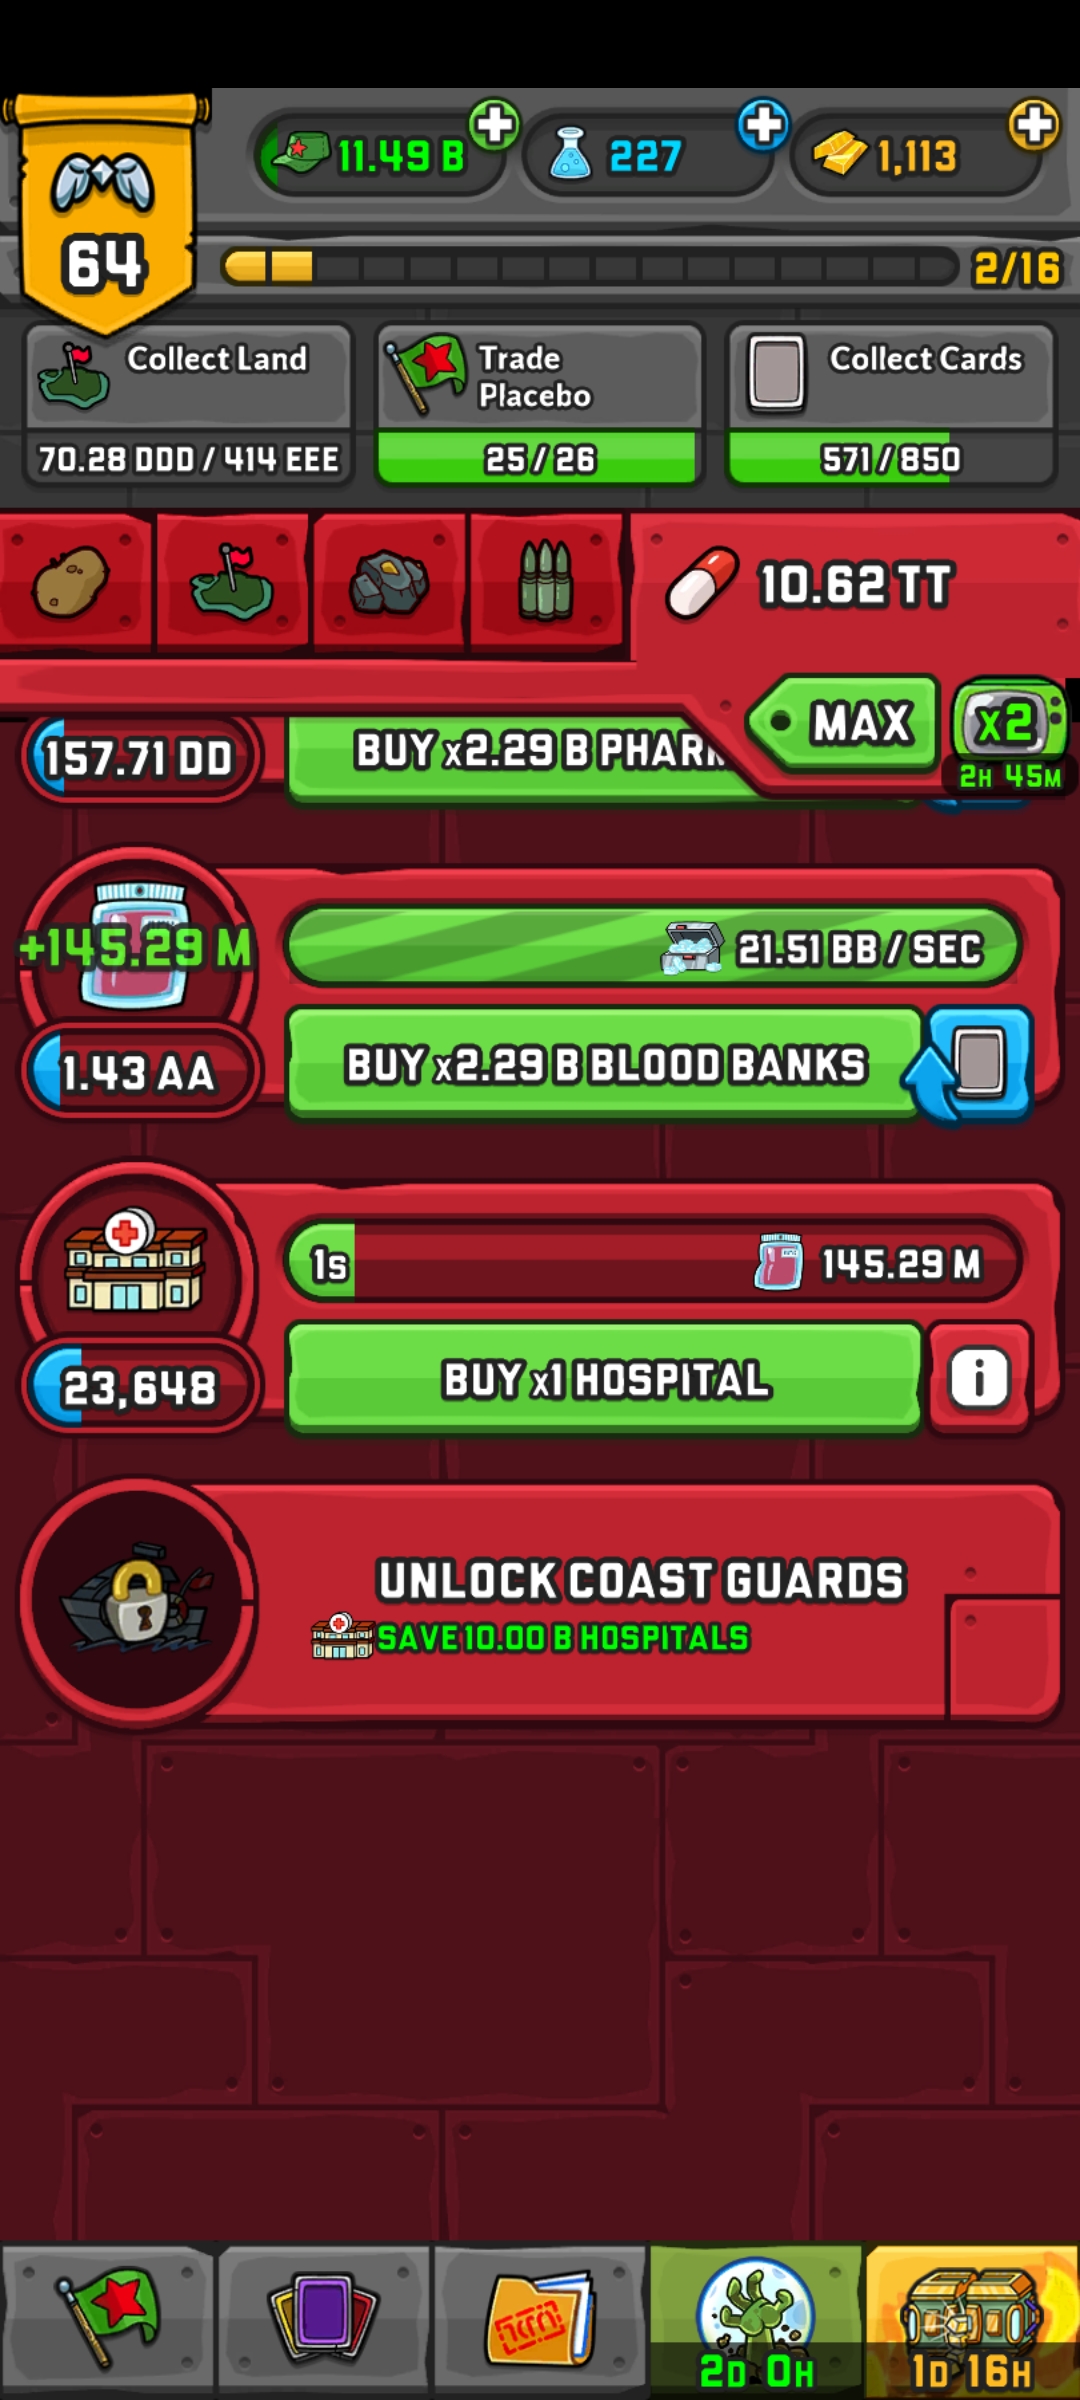 64
11.49 B
227
1,113
2/16
Collect Land
70.28 DDD / 414 EEE
Trade
Placebo
25 / 26
Collect Cards
571 / 850
10.62 TT
MAX
x2
2H 45M
157.71 DD
BUY x2.29 B PHARM
+145.29 M
21.51 BB / SEC
1.43 AA
BUY x2.29 B BLOOD BANKS
1s
145.29 M
23,648
BUY x1 HOSPITAL
i
UNLOCK COAST GUARDS
SAVE 10.00 B HOSPITALS
2D 0H
1D 16H